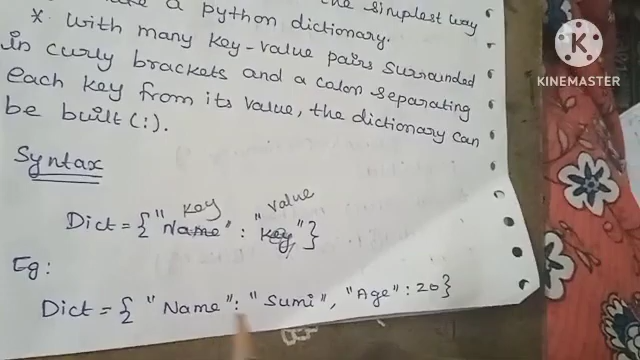 the simplest way
a python dictionary.
* With many key-value pairs surrounded
in curly brackets and a colon separating
each key from its value, the dictionary can
be built (:).
Syntax
key value
Dict = { "Name" : "key" }
Eg:
Dict = { "Name" : "Sumi", "Age" : 20 }
K
KINEMASTER